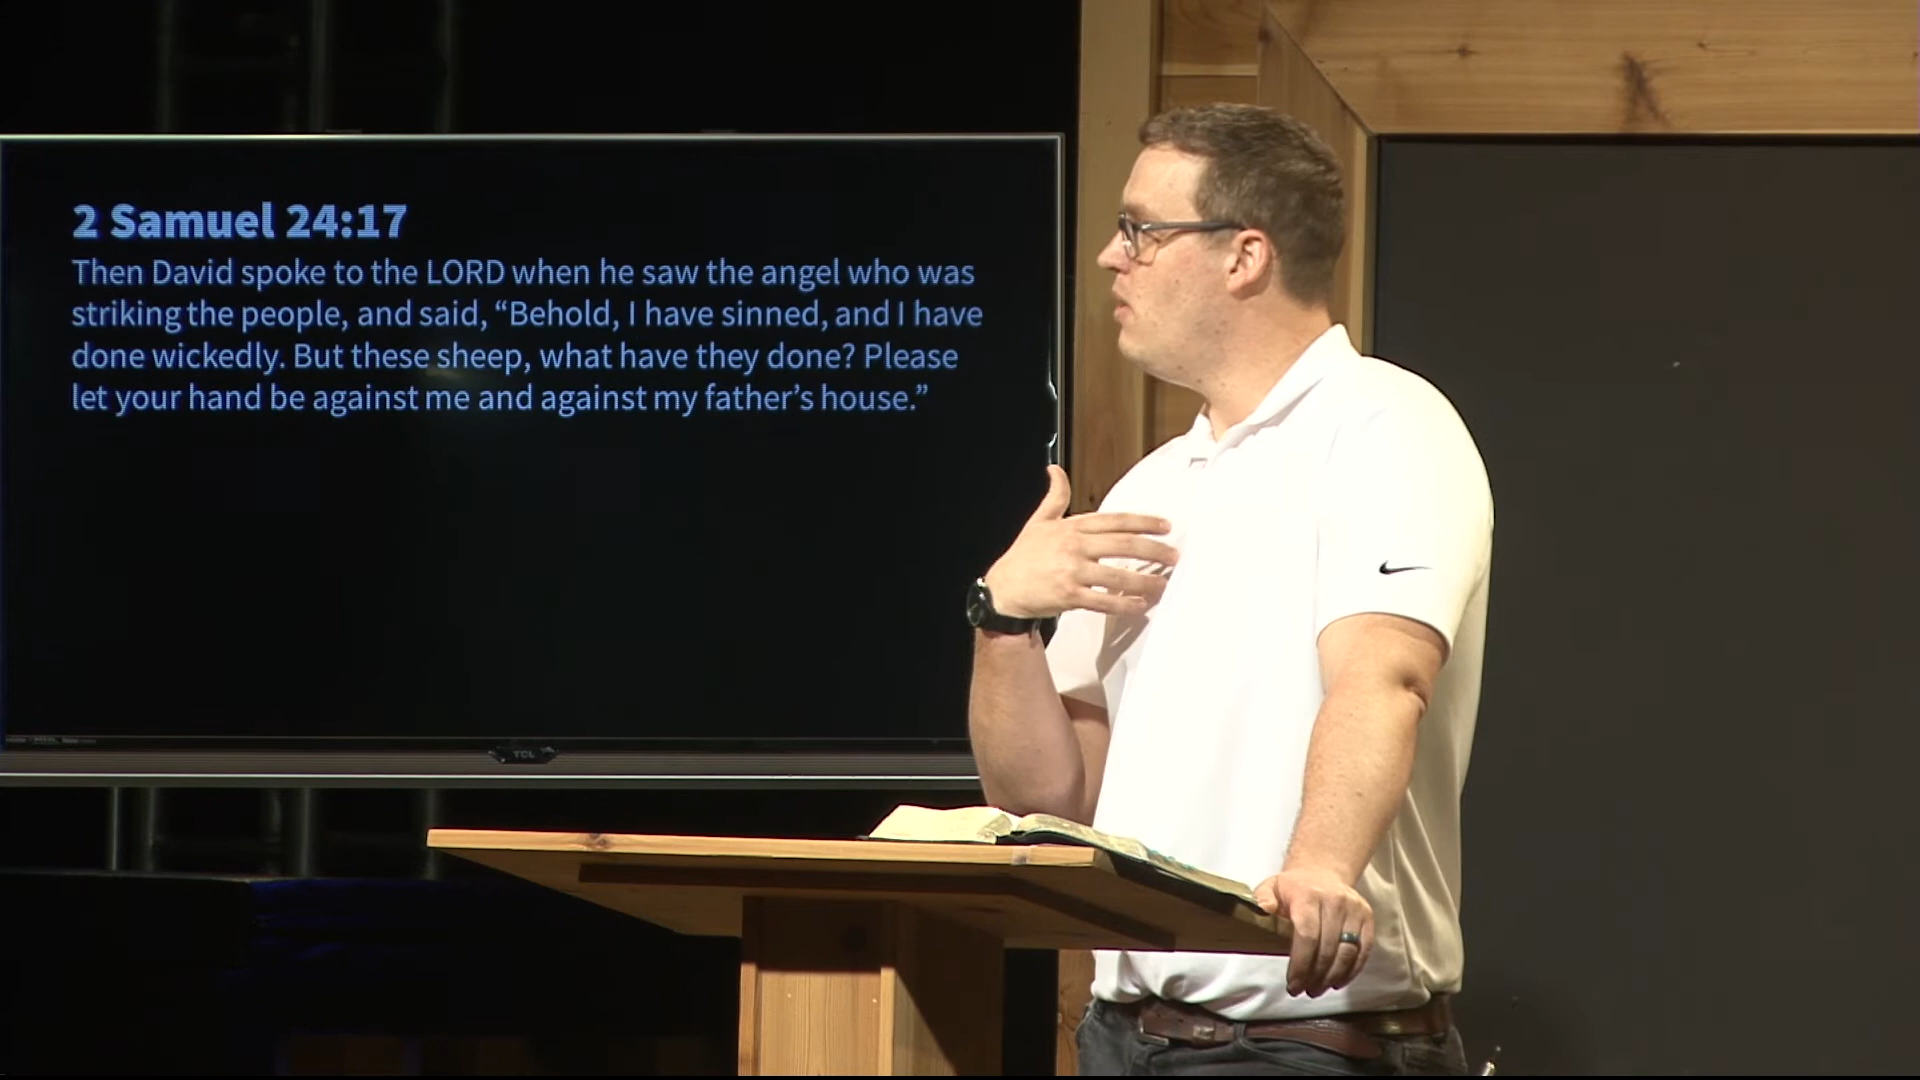 2 Samuel 24:17
Then David spoke to the LORD when he saw the angel who was
striking the people, and said, “Behold, I have sinned, and I have
done wickedly. But these sheep, what have they done? Please
let your hand be against me and against my father’s house.”
TCL